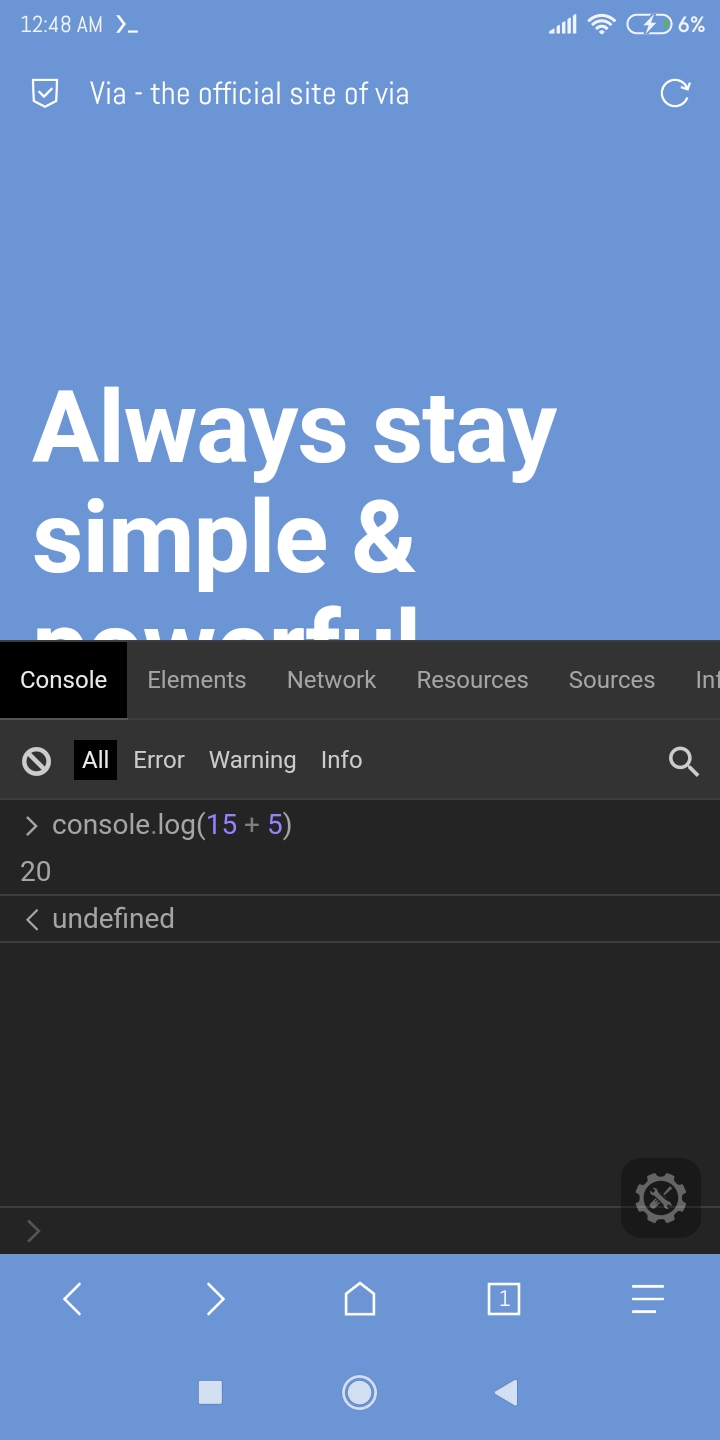 12:48 AM 6%
Via - the official site of via
Always stay
simple &
powerful
Console Elements Network Resources Sources Inf
All Error Warning Info
> console.log(15 + 5)
20
< undefined
>
1